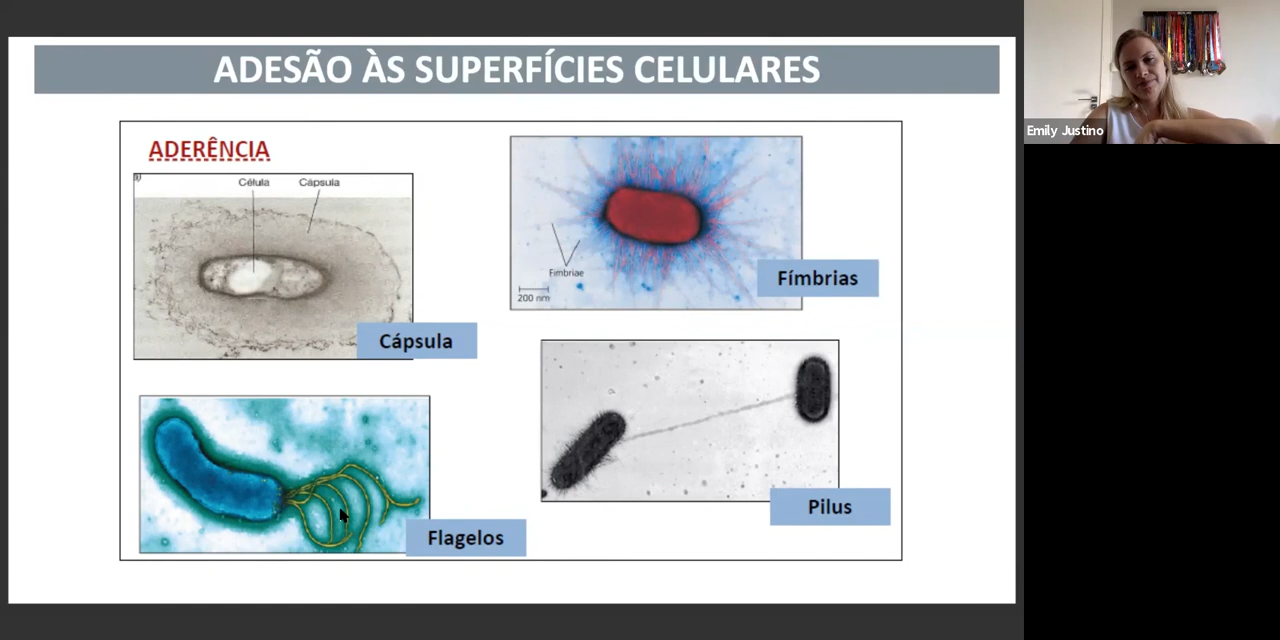 ADESÃO ÀS SUPERFÍCIES CELULARES
ADERÊNCIA
Célula
Cápsula
Cápsula
Fimbriae
200 nm
Fímbrias
Flagelos
Pilus
Emily Justino